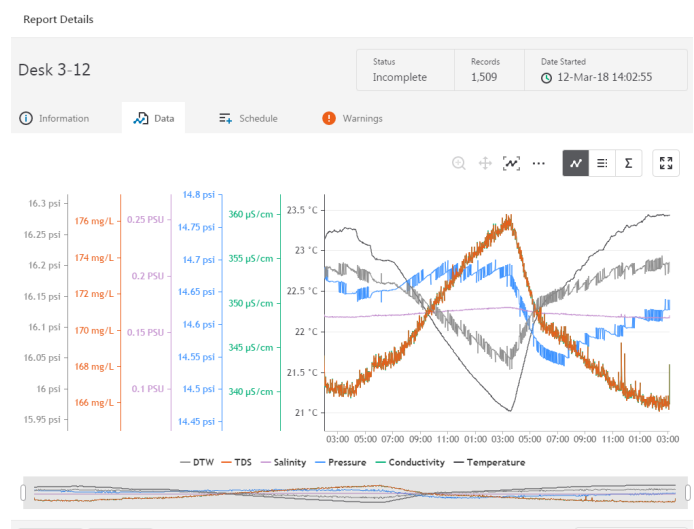 Report Details
Desk 3-12
Status
Incomplete
Records
1,509
Date Started
12-Mar-18 14:02:55
Information
Data
Schedule
Warnings
16.3 psi
16.25 psi
16.2 psi
16.15 psi
16.1 psi
16.05 psi
16 psi
15.95 psi
176 mg/L
174 mg/L
172 mg/L
170 mg/L
168 mg/L
166 mg/L
0.25 PSU
0.2 PSU
0.15 PSU
0.1 PSU
14.8 psi
14.75 psi
14.7 psi
14.65 psi
14.6 psi
14.55 psi
14.5 psi
14.45 psi
360 µS/cm
355 µS/cm
350 µS/cm
345 µS/cm
340 µS/cm
23.5 °C
23 °C
22.5 °C
22 °C
21.5 °C
21 °C
03:00 05:00 07:00 09:00 11:00 01:00 03:00 05:00 07:00 09:00 11:00 01:00 03:00
DTW TDS Salinity Pressure Conductivity Temperature